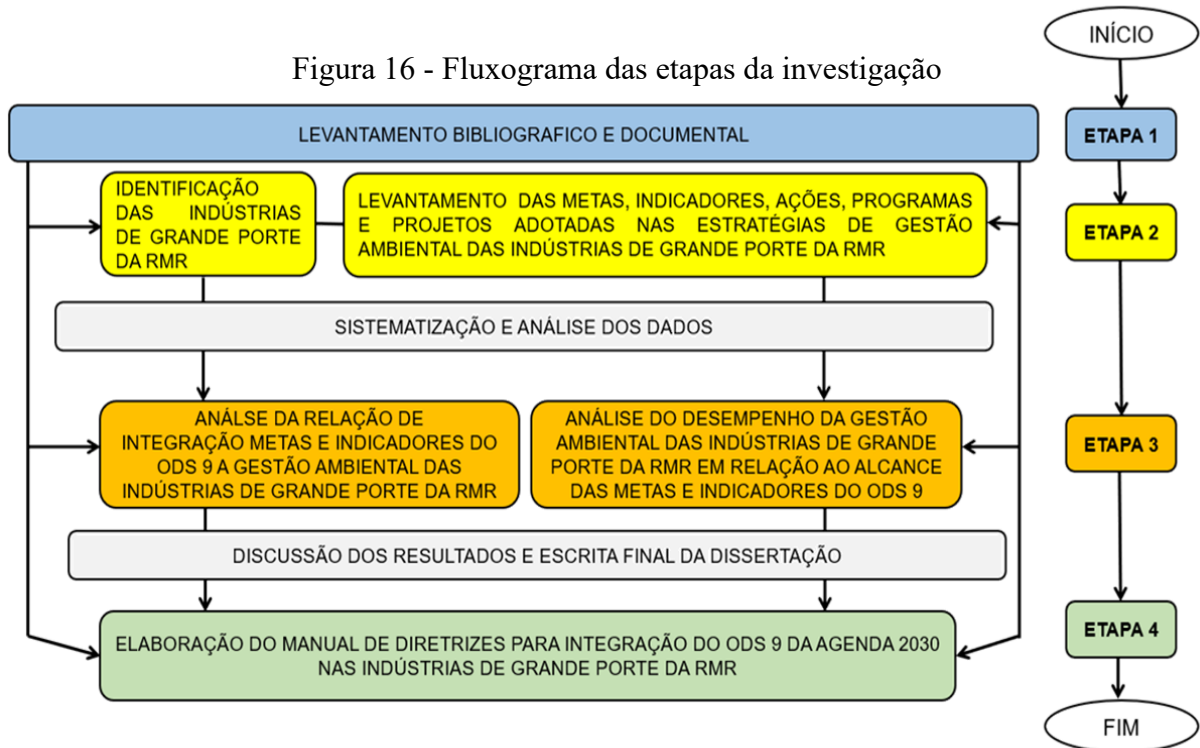 INÍCIO
Figura 16 - Fluxograma das etapas da investigação
LEVANTAMENTO BIBLIOGRAFICO E DOCUMENTAL
ETAPA 1
IDENTIFICAÇÃO
DAS INDÚSTRIAS
DE GRANDE PORTE
DA RMR
LEVANTAMENTO DAS METAS, INDICADORES, AÇÕES, PROGRAMAS
E PROJETOS ADOTADAS NAS ESTRATÉGIAS DE GESTÃO
AMBIENTAL DAS INDÚSTRIAS DE GRANDE PORTE DA RMR
ETAPA 2
SISTEMATIZAÇÃO E ANÁLISE DOS DADOS
ANÁLSE DA RELAÇÃO DE
INTEGRAÇÃO METAS E INDICADORES DO
ODS 9 A GESTÃO AMBIENTAL DAS
INDÚSTRIAS DE GRANDE PORTE DA RMR
ANÁLISE DO DESEMPENHO DA GESTÃO
AMBIENTAL DAS INDÚSTRIAS DE GRANDE
PORTE DA RMR EM RELAÇÃO AO ALCANCE
DAS METAS E INDICADORES DO ODS 9
ETAPA 3
DISCUSSÃO DOS RESULTADOS E ESCRITA FINAL DA DISSERTAÇÃO
ELABORAÇÃO DO MANUAL DE DIRETRIZES PARA INTEGRAÇÃO DO ODS 9 DA AGENDA 2030
NAS INDÚSTRIAS DE GRANDE PORTE DA RMR
ETAPA 4
FIM